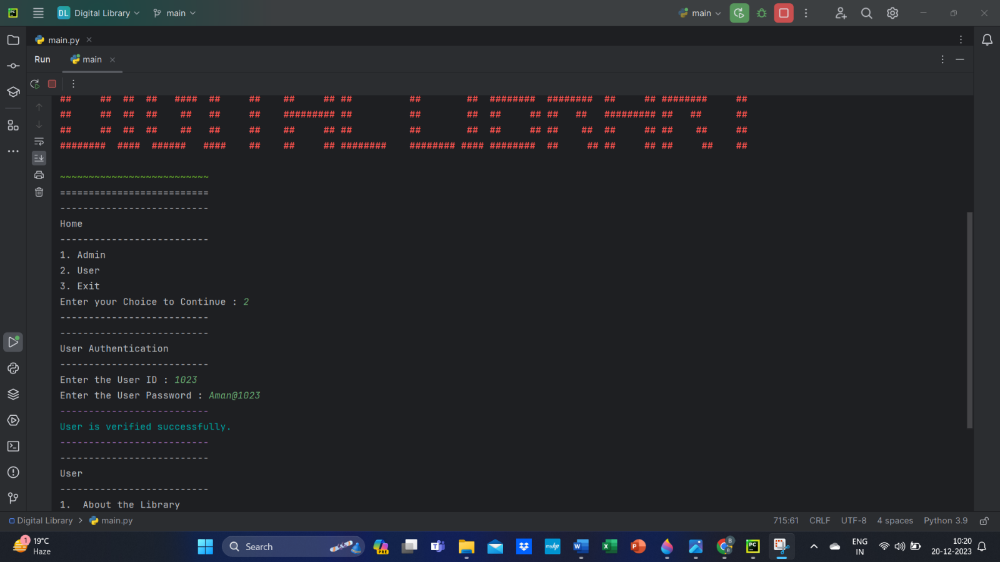 DL Digital Library main main
main.py
Run main
## ## ## ## #### ## ## ## ## ## ## ## ######## ######## ## ## ######## ##
## ## ## ## ## ## ## ######### ## ## ## ## ## ## ## ######### ## ## ##
## ## ## ## ## ## ## ## ## ## ## ## ## ## ## ## ## ## ## ## ##
######## #### ###### #### ## ## ## ######## ######## #### ######## ## ## ## ## ## ## ##
~~~~~~~~~~~~~~~~~~~~~~~~~~
==========================
--------------------------
Home
--------------------------
1. Admin
2. User
3. Exit
Enter your Choice to Continue : 2
--------------------------
--------------------------
User Authentication
--------------------------
Enter the User ID : 1023
Enter the User Password : Aman@1023
--------------------------
User is verified successfully.
--------------------------
--------------------------
User
--------------------------
1. About the Library
Digital Library > main.py 715:61 CRLF UTF-8 4 spaces Python 3.9
1 19°C
Haze
Search
PRE
myhp
ENG
IN
10:20
20-12-2023